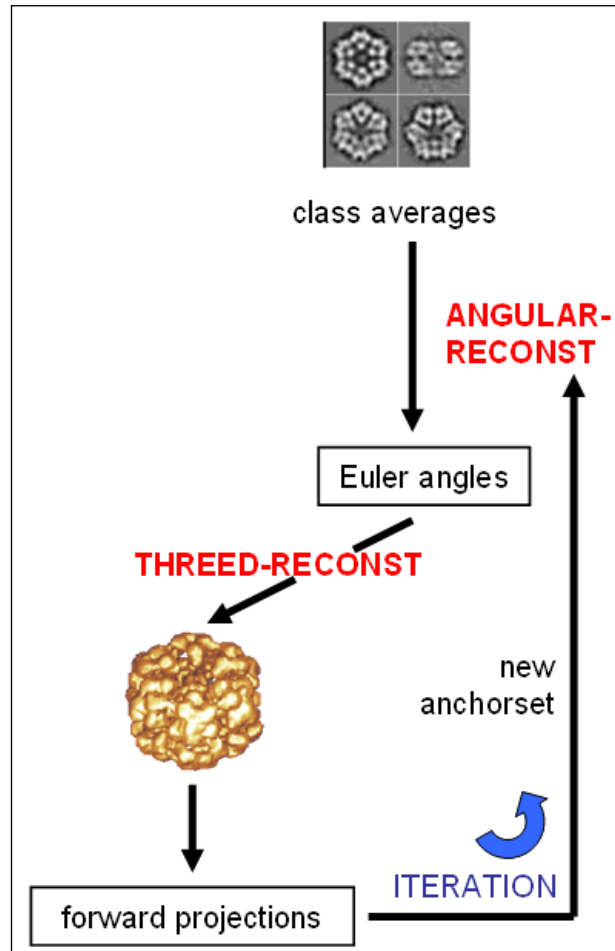 class averages
ANGULAR-
RECONST
Euler angles
THREED-RECONST
new
anchorset
ITERATION
forward projections